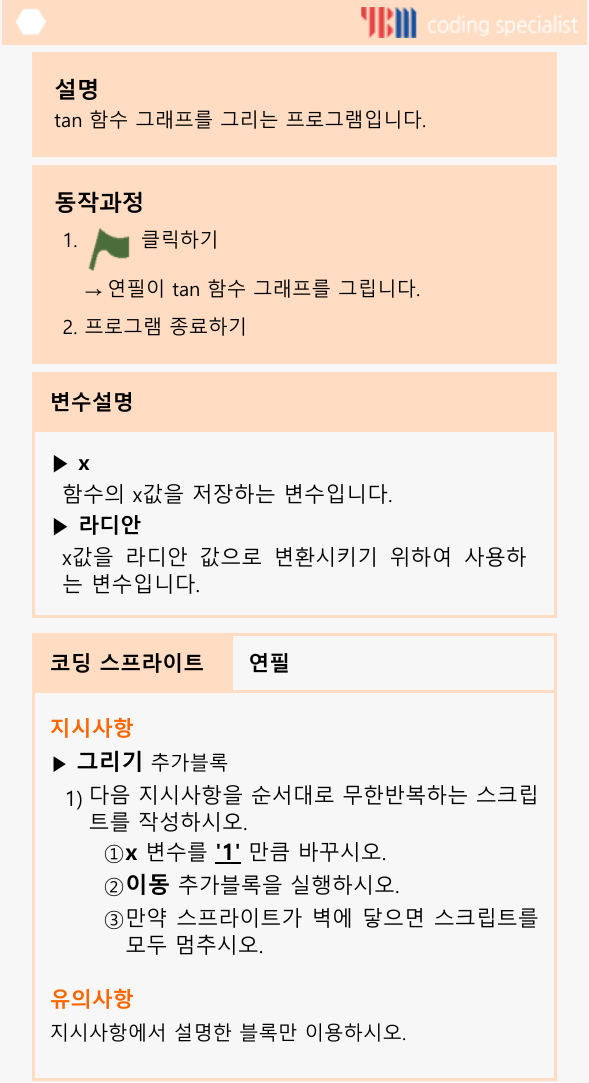 YBM coding specialist
설명
tan 함수 그래프를 그리는 프로그램입니다.
동작과정
1. 클릭하기
→ 연필이 tan 함수 그래프를 그립니다.
2. 프로그램 종료하기
변수설명
▶ x
함수의 x값을 저장하는 변수입니다.
▶ 라디안
x값을 라디안 값으로 변환시키기 위하여 사용하
는 변수입니다.
코딩 스프라이트 연필
지시사항
▶ 그리기 추가블록
1) 다음 지시사항을 순서대로 무한반복하는 스크립
트를 작성하시오.
①x 변수를 '1' 만큼 바꾸시오.
②이동 추가블록을 실행하시오.
③만약 스프라이트가 벽에 닿으면 스크립트를
모두 멈추시오.
유의사항
지시사항에서 설명한 블록만 이용하시오.